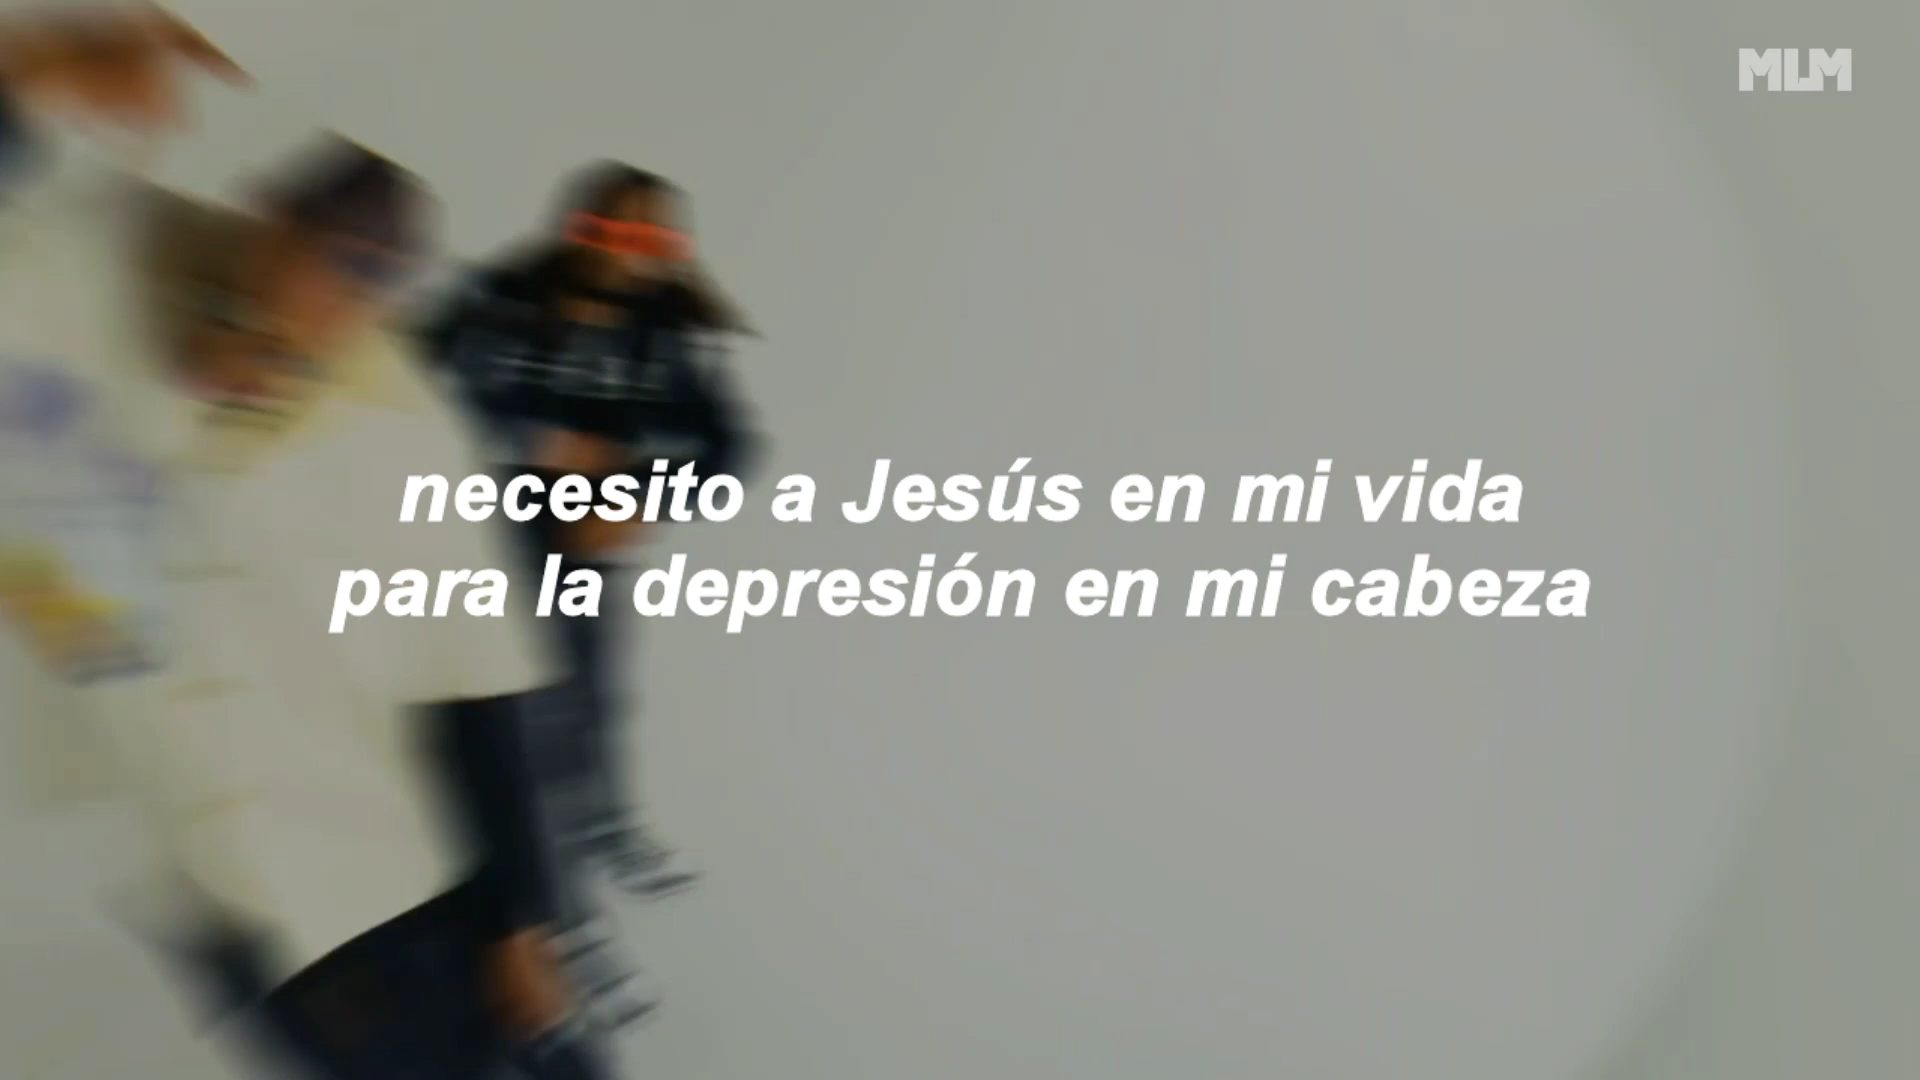 MLM
necesito a Jesús en mi vida
para la depresión en mi cabeza